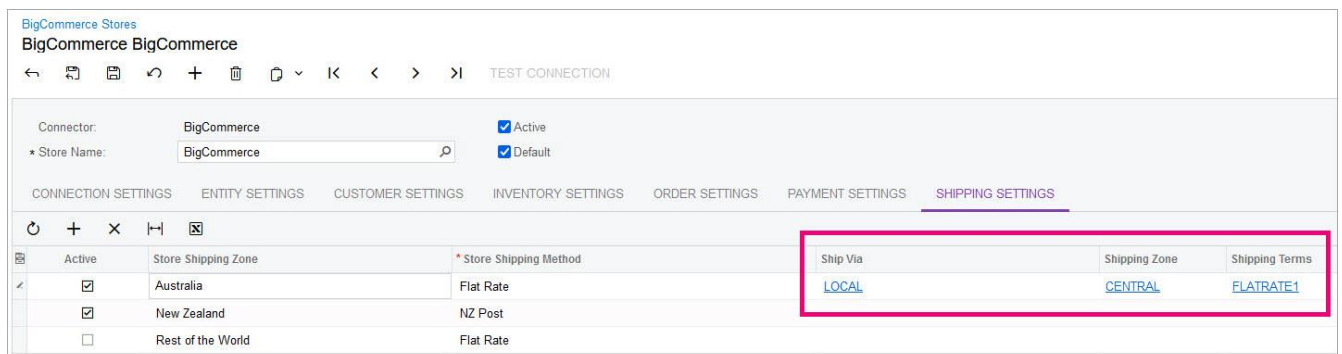 BigCommerce Stores
BigCommerce BigCommerce
TEST CONNECTION
Connector: BigCommerce Active
* Store Name: BigCommerce Default
CONNECTION SETTINGS ENTITY SETTINGS CUSTOMER SETTINGS INVENTORY SETTINGS ORDER SETTINGS PAYMENT SETTINGS SHIPPING SETTINGS
Active Store Shipping Zone * Store Shipping Method Ship Via Shipping Zone Shipping Terms
Australia Flat Rate LOCAL CENTRAL FLATRATE1
New Zealand NZ Post
Rest of the World Flat Rate